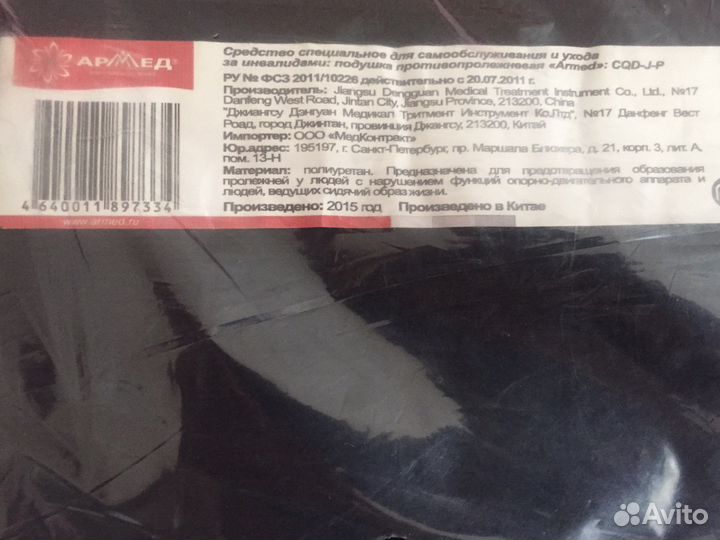 АРМЕД
Средство специальное для самообслуживания и ухода
за инвалидами: подушка противопролежневая «Armed»: CQD-J-P
РУ № ФСЗ 2011/10226 действительно с 20.07.2011 г.
Производитель: Jiangsu Dengguan Medical Treatment Instrument Co., Ltd., №17
Danfeng West Road, Jintan City, Jiangsu Province, 213200, China
"Джиангсу Дэнгуан Медикал Тритмент Инструмент Ко.Лтд", №17 Данфенг Вест
Роад, город Джинтан, провинция Джангсу, 213200, Китай
Импортер: ООО «МедКонтракт»
Юр.адрес: 195197, г. Санкт-Петербург, пр. Маршала Блюхера, д. 21, корп. 3, лит. А,
пом. 13-Н
Материал: полиуретан. Предназначена для предотвращения образования
пролежней у людей с нарушением функций опорно-двигательного аппарата и
людей, ведущих сидячий образ жизни.
Произведено: 2015 год Произведено в Китае
4 640011 897334
www.armed.ru
Avito